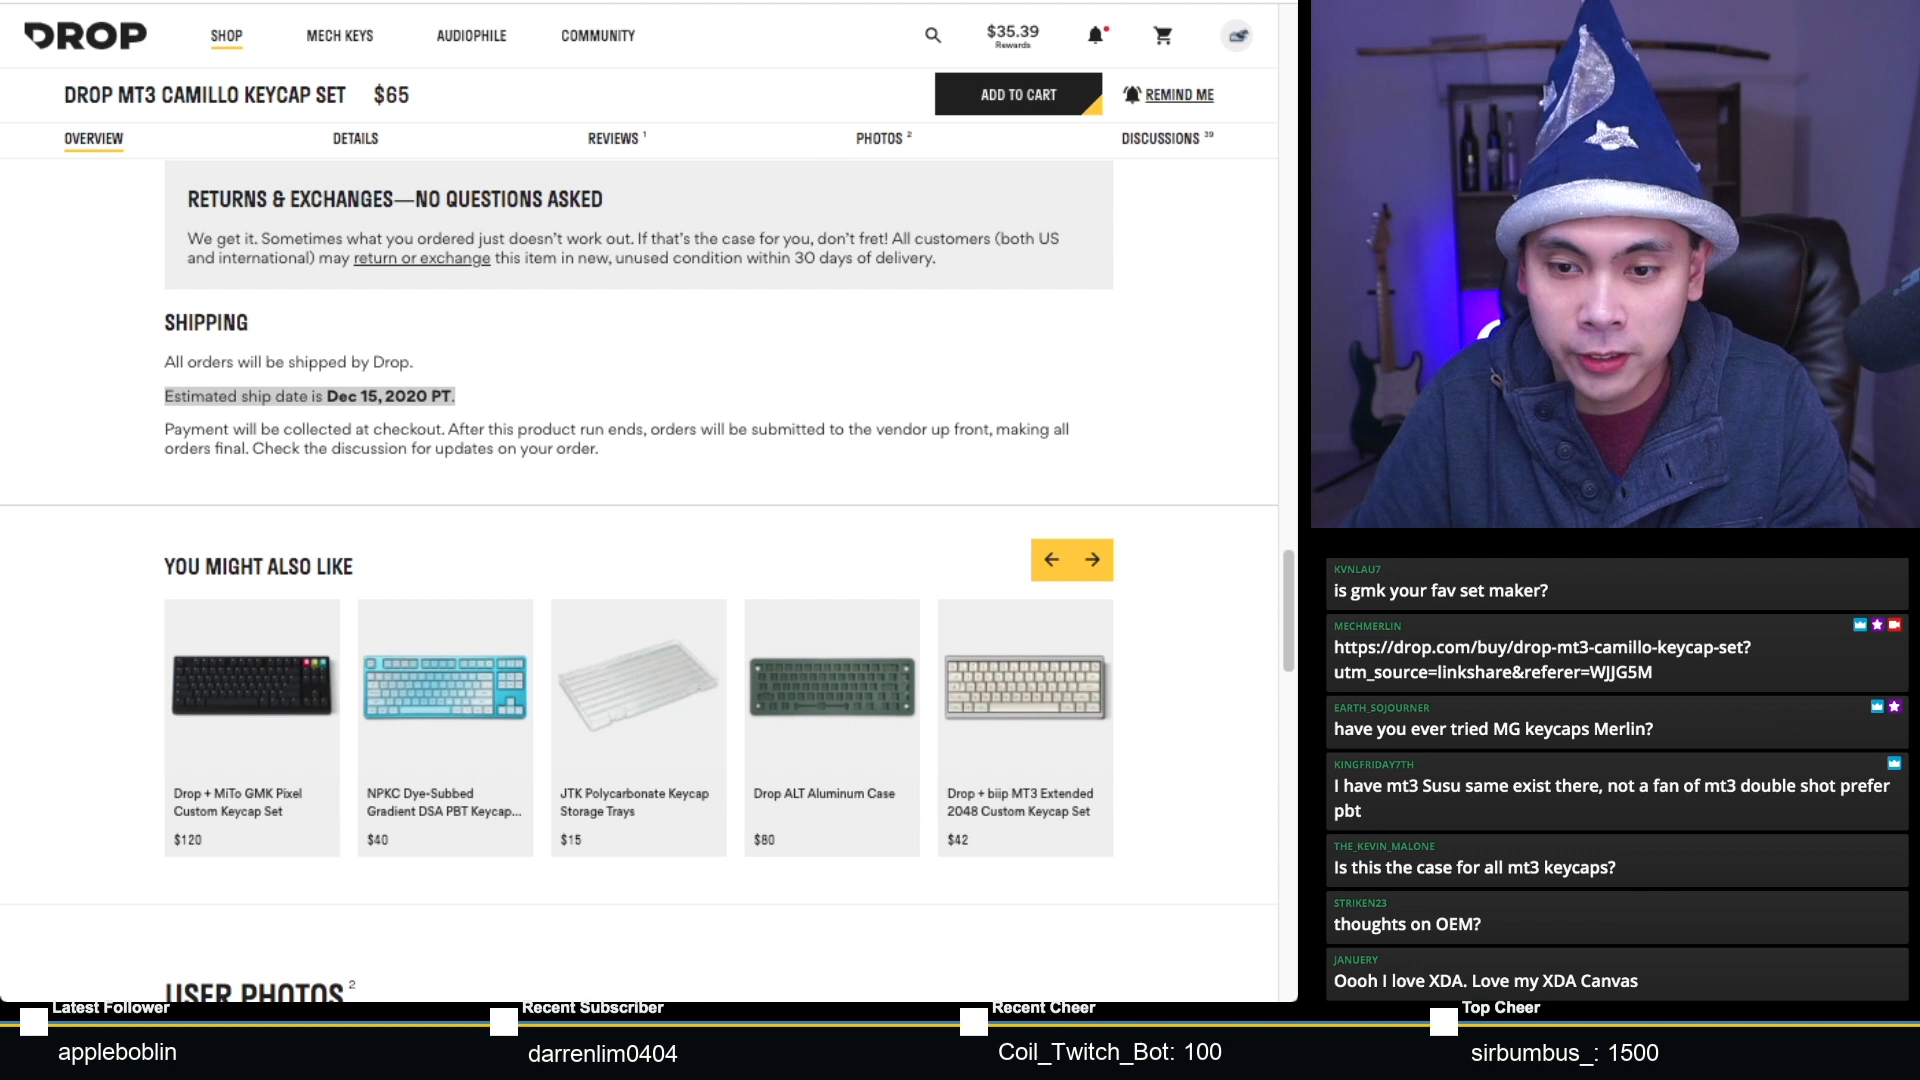 DROP
SHOP
MECH KEYS
AUDIOPHILE
COMMUNITY
$35.39
Rewards
DROP MT3 CAMILLO KEYCAP SET $65
ADD TO CART
REMIND ME
OVERVIEW
DETAILS
REVIEWS 1
PHOTOS 2
DISCUSSIONS 39
RETURNS & EXCHANGES—NO QUESTIONS ASKED
We get it. Sometimes what you ordered just doesn't work out. If that's the case for you, don't fret! All customers (both US
and international) may return or exchange this item in new, unused condition within 30 days of delivery.
SHIPPING
All orders will be shipped by Drop.
Estimated ship date is Dec 15, 2020 PT.
Payment will be collected at checkout. After this product run ends, orders will be submitted to the vendor up front, making all
orders final. Check the discussion for updates on your order.
YOU MIGHT ALSO LIKE
Drop + MiTo GMK Pixel
Custom Keycap Set
$120
NPKC Dye-Subbed
Gradient DSA PBT Keycap...
$40
JTK Polycarbonate Keycap
Storage Trays
$15
Drop ALT Aluminum Case
$80
Drop + biip MT3 Extended
2048 Custom Keycap Set
$42
USER PHOTOS 2
KVNLAU7
is gmk your fav set maker?
MECHMERLIN
https://drop.com/buy/drop-mt3-camillo-keycap-set?
utm_source=linkshare&referer=WJJG5M
EARTH_SOJOURNER
have you ever tried MG keycaps Merlin?
KINGFRIDAY7TH
I have mt3 Susu same exist there, not a fan of mt3 double shot prefer
pbt
THE_KEVIN_MALONE
Is this the case for all mt3 keycaps?
STRIKEN23
thoughts on OEM?
JANUERY
Oooh I love XDA. Love my XDA Canvas
Latest Follower
appleboblin
Recent Subscriber
darrenlim0404
Recent Cheer
Coil_Twitch_Bot: 100
Top Cheer
sirbumbus_: 1500